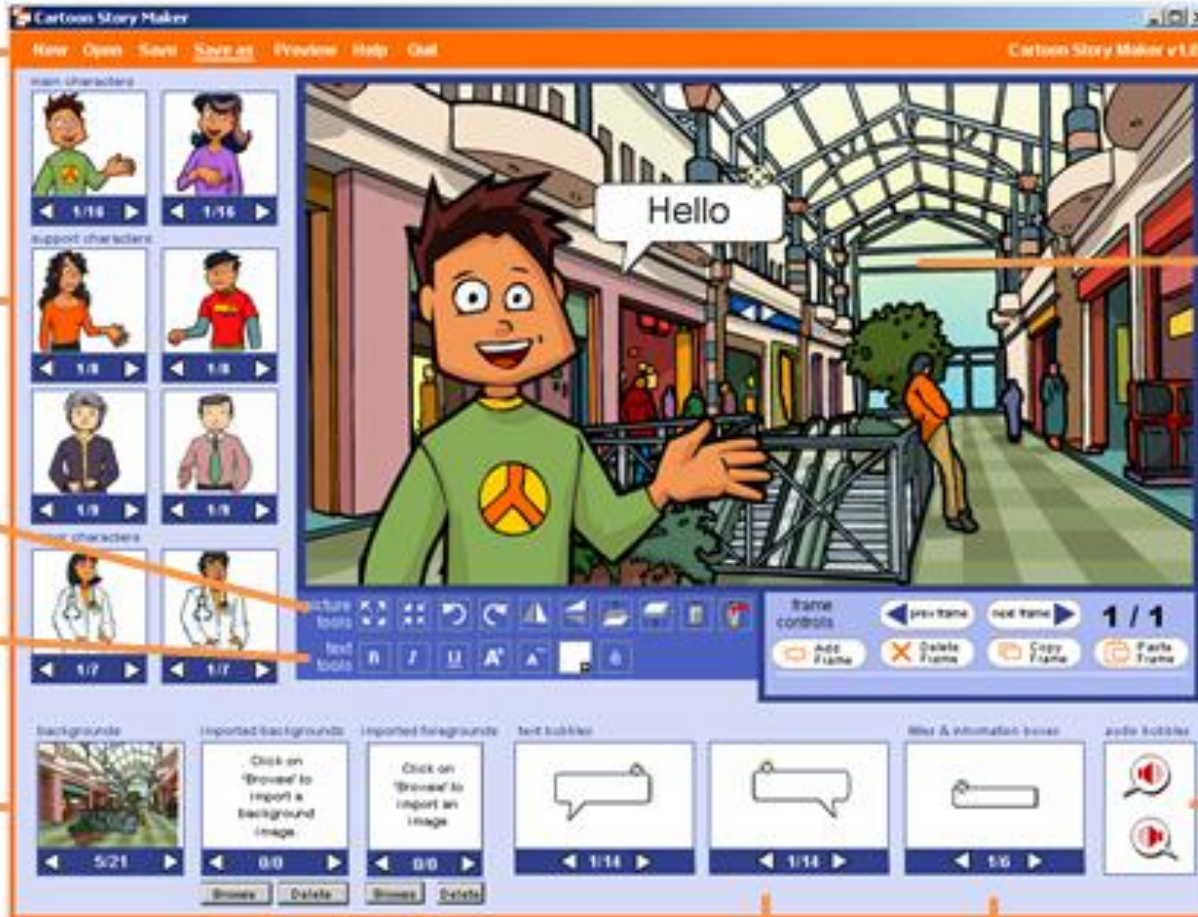 Cartoon Story Maker
New Open Save Save as Preview Help Quit
Cartoon Story Maker v1.0
main characters
1/16
1/16
support characters
1/8
1/8
1/9
1/9
characters
1/7
1/7
Hello
picture tools
text tools
B I U A+ A-
frame controls
prev frame
next frame
1 / 1
Add Frame
Delete Frame
Copy Frame
Paste Frame
backgrounds
5/21
imported backgrounds
Click on
'Browse' to
import a
background
image.
0/0
Browse Delete
imported foregrounds
Click on
'Browse' to
import an
image
0/0
Browse Delete
text bubbles
1/14
1/14
titles & information boxes
1/6
audio bubbles